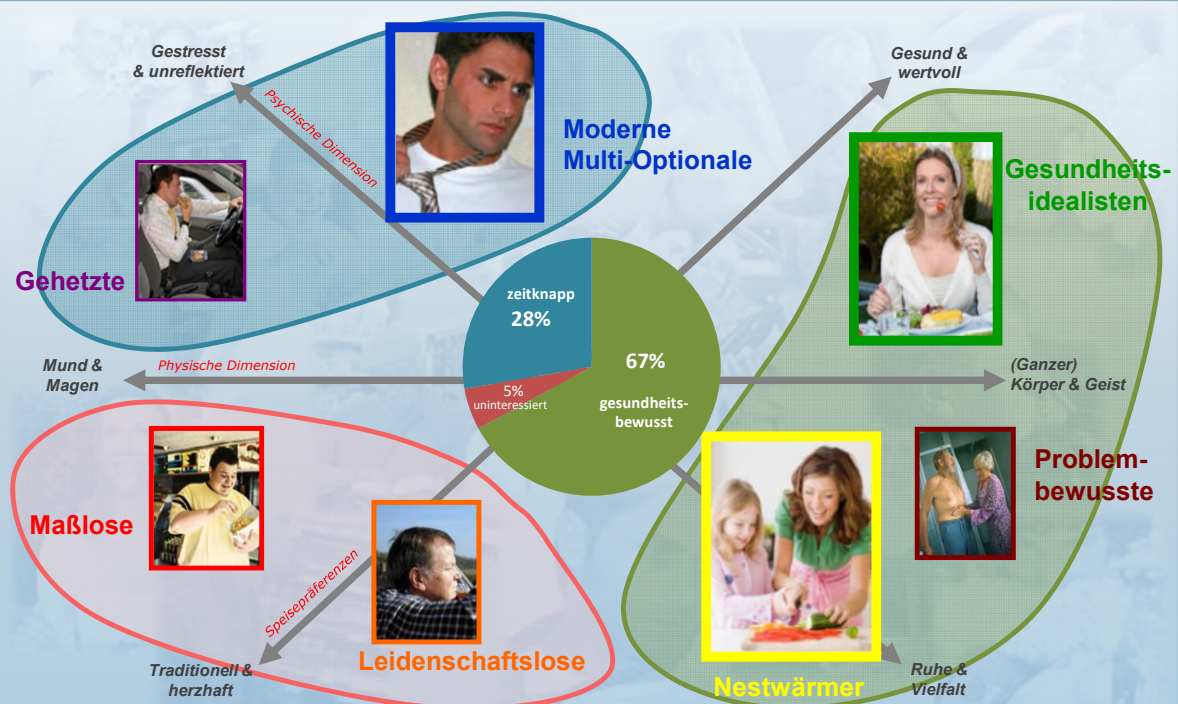 Gestresst
& unreflektiert
Psychische Dimension
Moderne
Multi-Optionale
Gesund &
wertvoll
Gesundheits-
idealisten
Gehetzte
zeitknapp
28%
67%
gesundheits-
bewusst
5%
uninteressiert
Mund &
Magen
Physische Dimension
(Ganzer)
Körper & Geist
Maßlose
Speisepräferenzen
Leidenschaftslose
Traditionell &
herzhaft
Problem-
bewusste
Nestwärmer
Ruhe &
Vielfalt